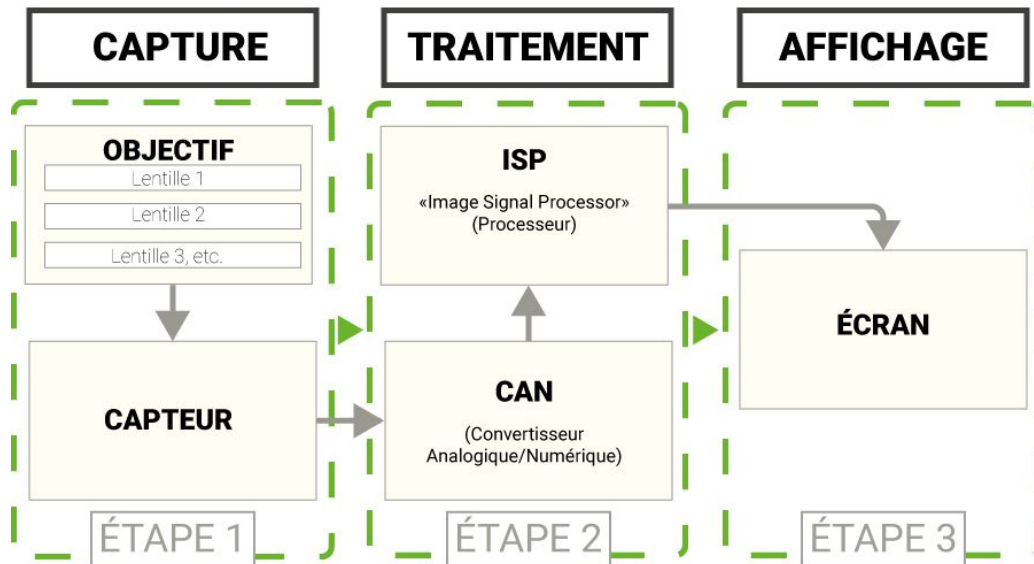 CAPTURE
OBJECTIF
Lentille 1
Lentille 2
Lentille 3, etc.
CAPTEUR
ÉTAPE 1
TRAITEMENT
ISP
«Image Signal Processor»
(Processeur)
CAN
(Convertisseur
Analogique/Numérique)
ÉTAPE 2
AFFICHAGE
ÉCRAN
ÉTAPE 3